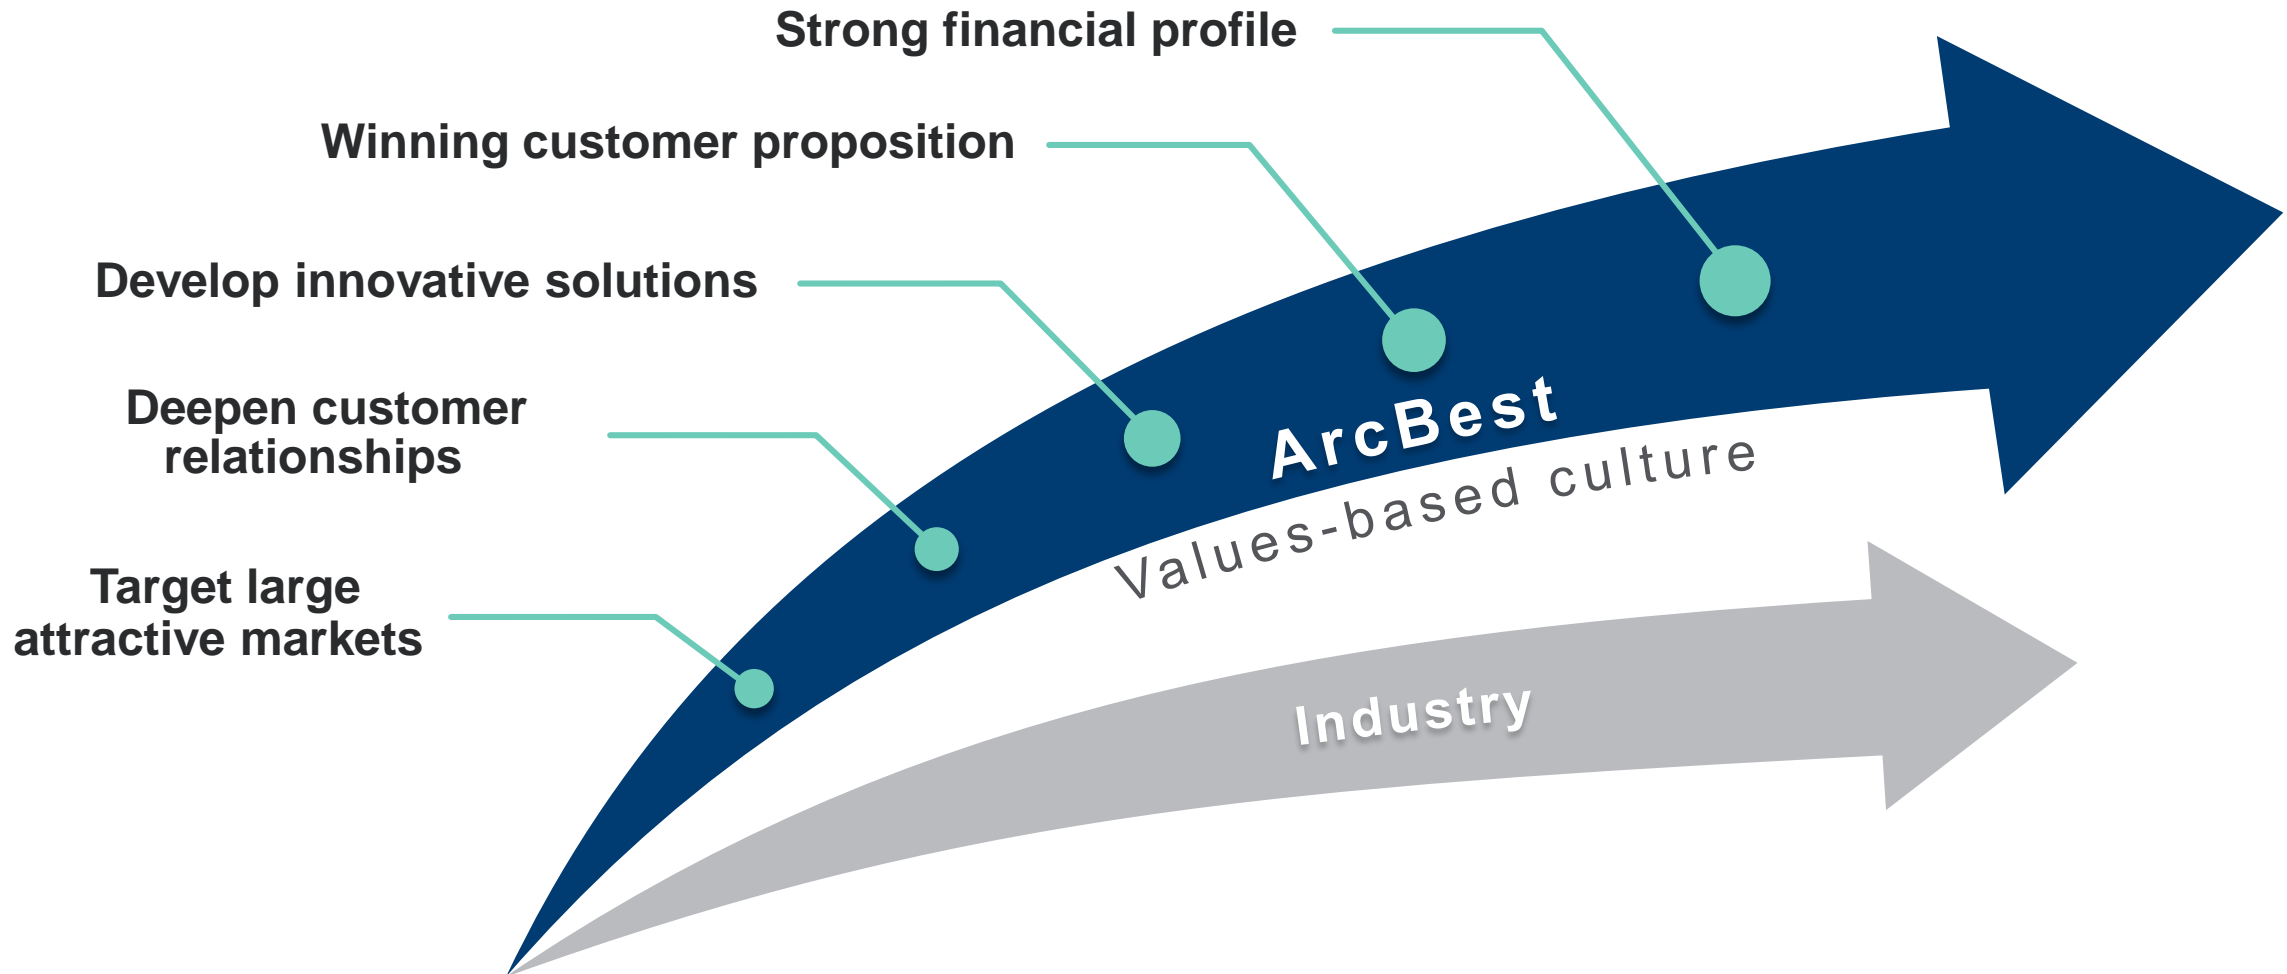 Strong financial profile
Winning customer proposition
Develop innovative solutions
Deepen customer
relationships
Target large
attractive markets
ArcBest
Values-based culture
Industry